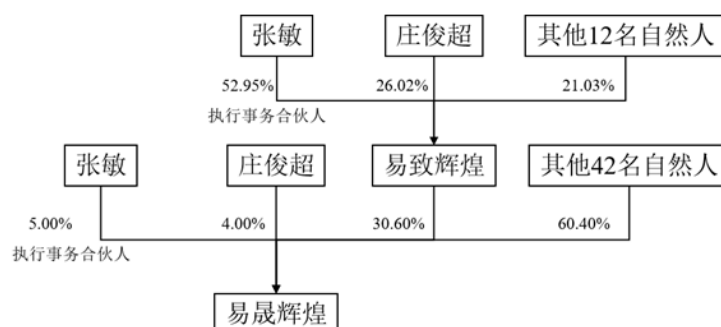 张敏
庄俊超
其他12名自然人
52.95%
26.02%
21.03%
执行事务合伙人
张敏
庄俊超
易致辉煌
其他42名自然人
5.00%
4.00%
30.60%
60.40%
执行事务合伙人
易晟辉煌